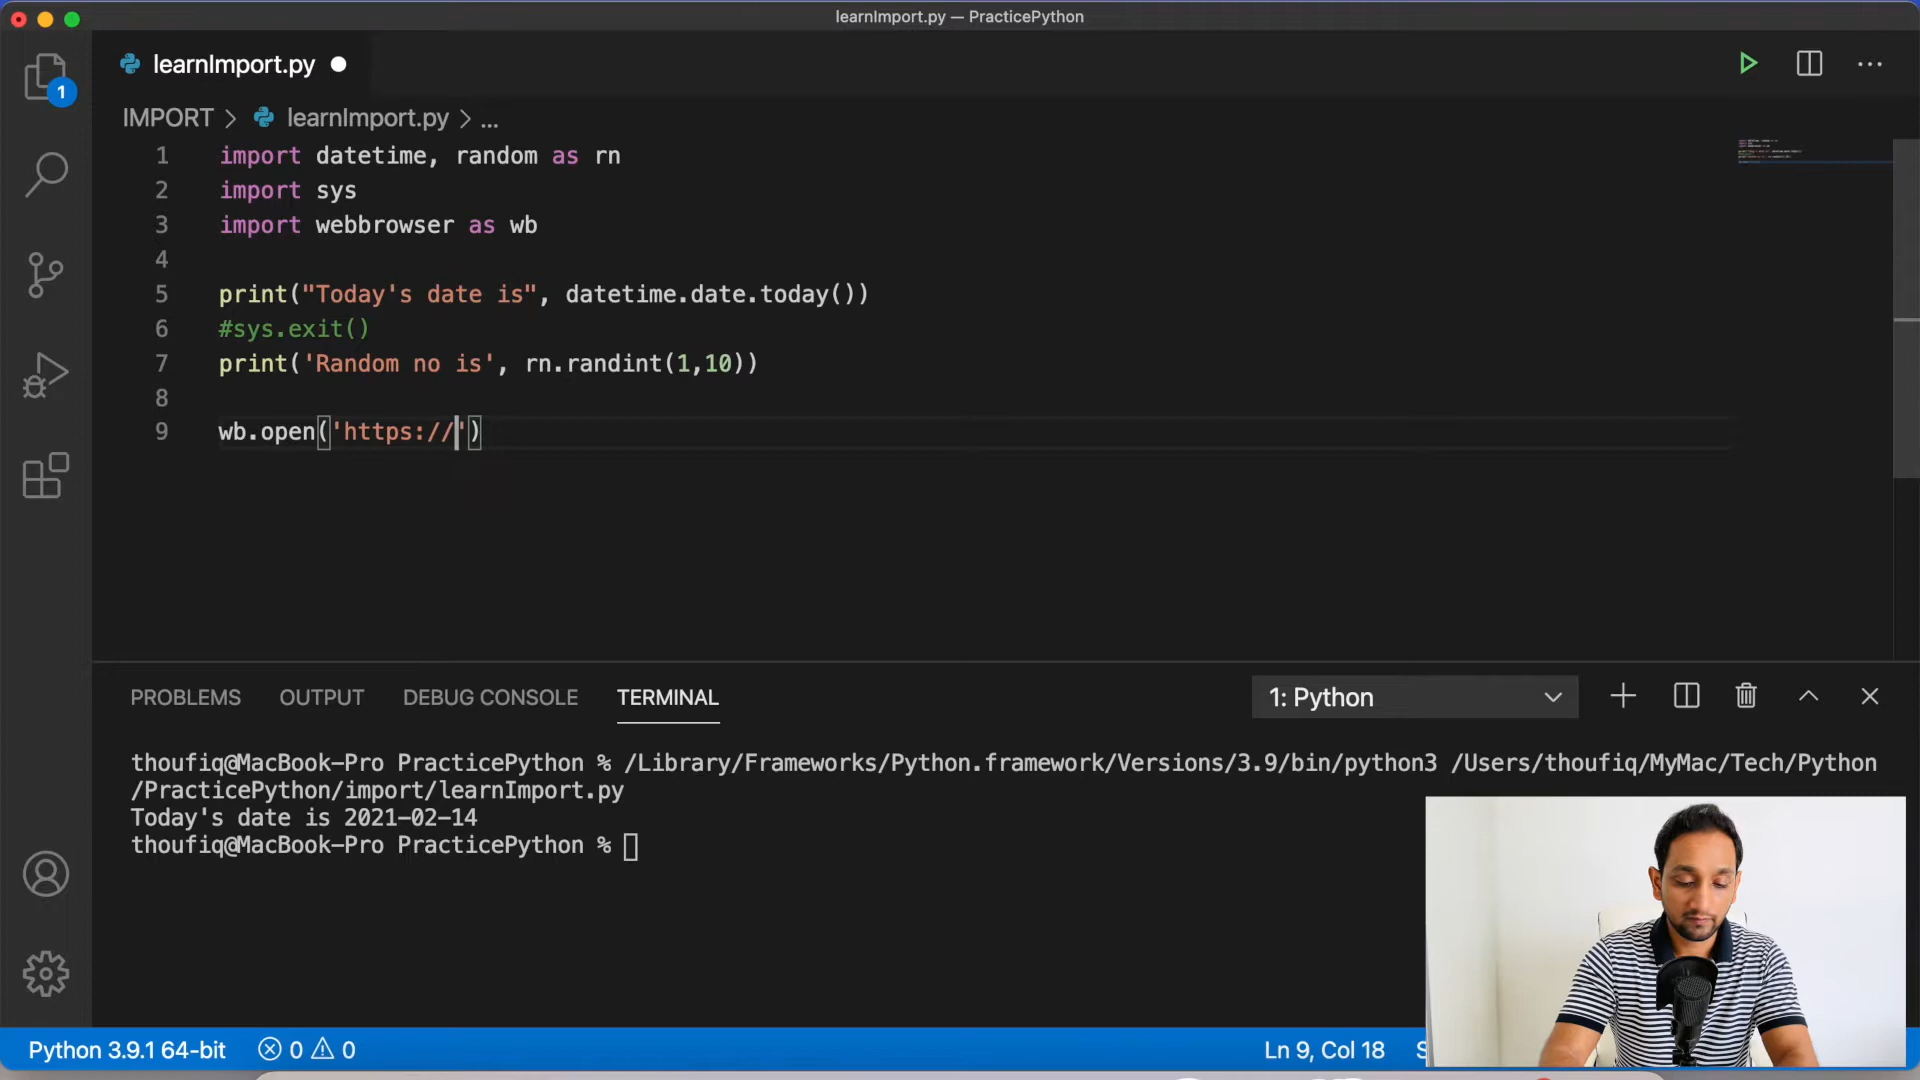 learnImport.py — PracticePython
learnImport.py
1
IMPORT > learnImport.py > ...
1 import datetime, random as rn
2 import sys
3 import webbrowser as wb
4
5 print("Today's date is", datetime.date.today())
6 #sys.exit()
7 print('Random no is', rn.randint(1,10))
8
9 wb.open('https://')
PROBLEMS OUTPUT DEBUG CONSOLE TERMINAL 1: Python
thoufiq@MacBook-Pro PracticePython % /Library/Frameworks/Python.framework/Versions/3.9/bin/python3 /Users/thoufiq/MyMac/Tech/Python
/PracticePython/import/learnImport.py
Today's date is 2021-02-14
thoufiq@MacBook-Pro PracticePython %
Python 3.9.1 64-bit 0 0 Ln 9, Col 18